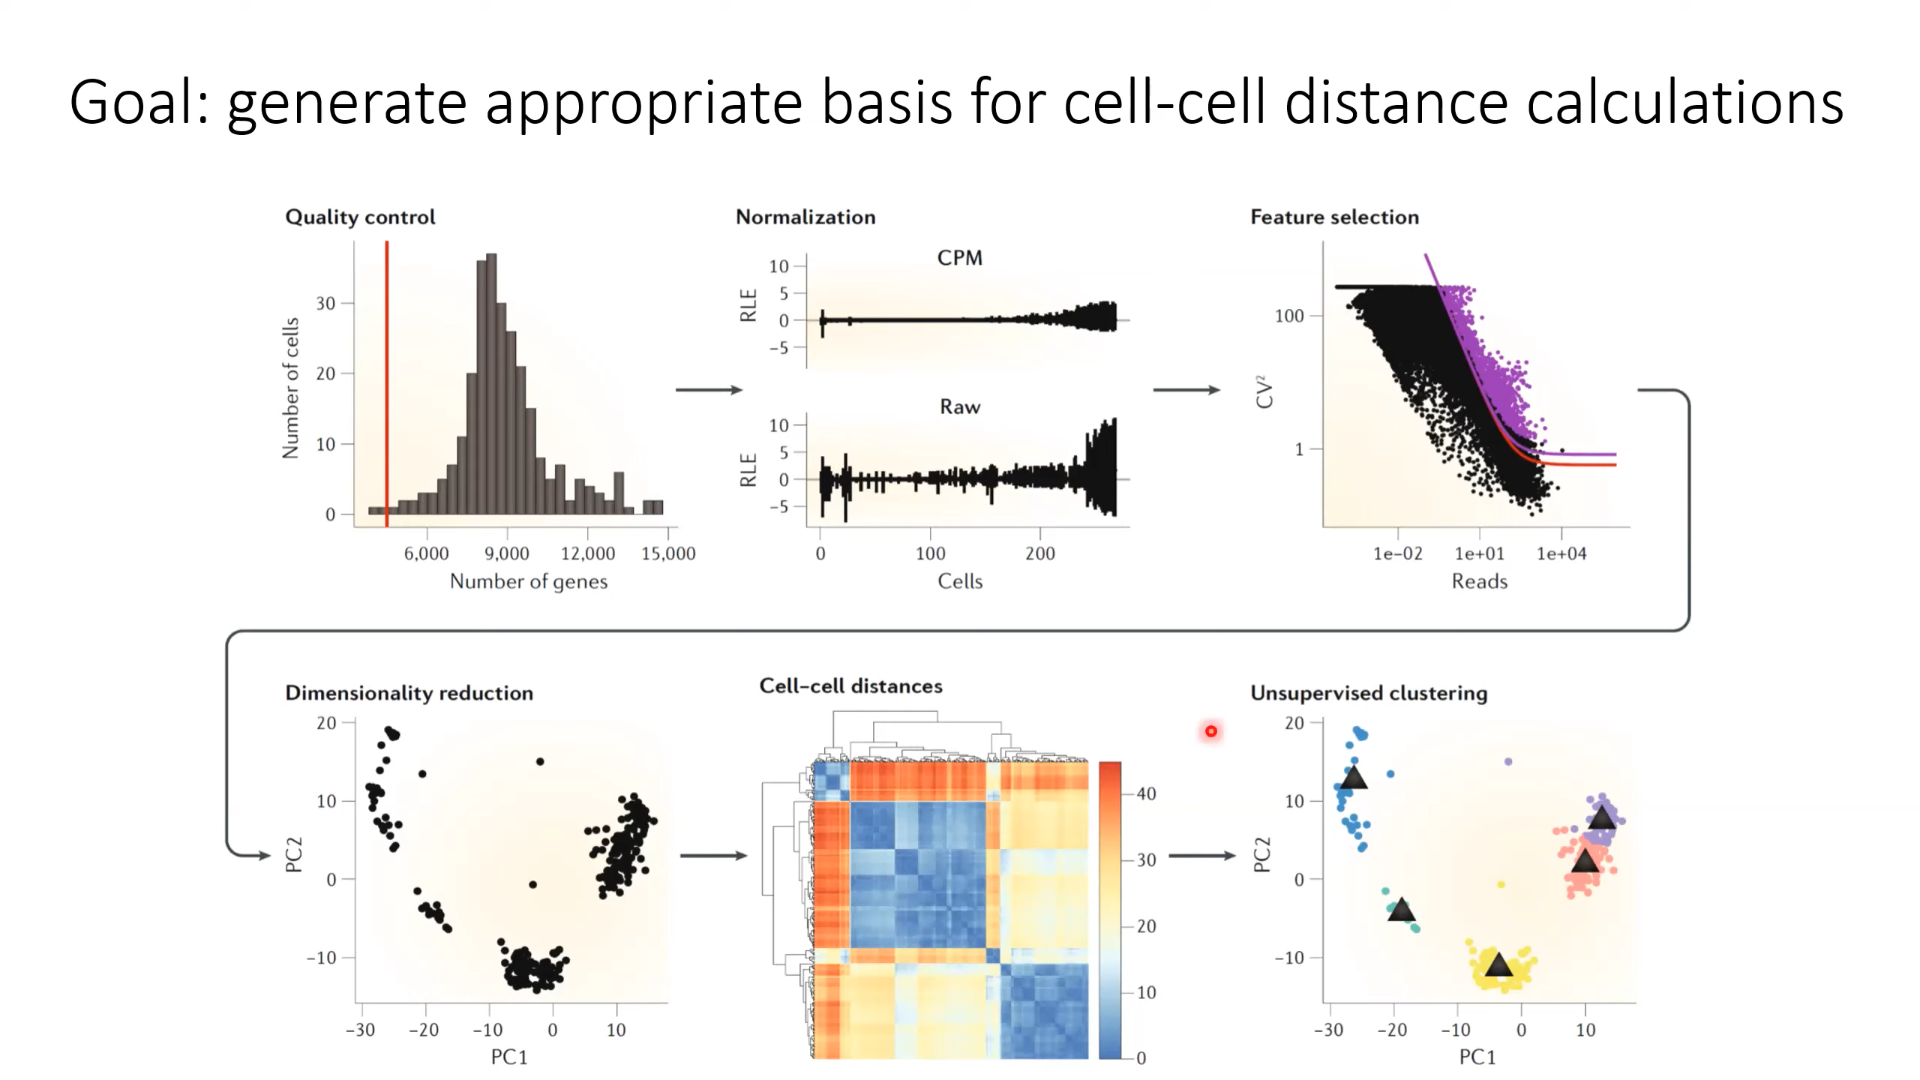 Goal: generate appropriate basis for cell-cell distance calculations
Quality control
Number of cells
30
20
10
0
6,000 9,000 12,000 15,000
Number of genes
Normalization
CPM
RLE
10
5
0
−5
Raw
RLE
10
5
0
−5
0 100 200
Cells
Feature selection
CV²
100
1
1e−02 1e+01 1e+04
Reads
Dimensionality reduction
PC2
20
10
0
−10
−30 −20 −10 0 10
PC1
Cell–cell distances
40
30
20
10
0
Unsupervised clustering
PC2
20
10
0
−10
−30 −20 −10 0 10
PC1